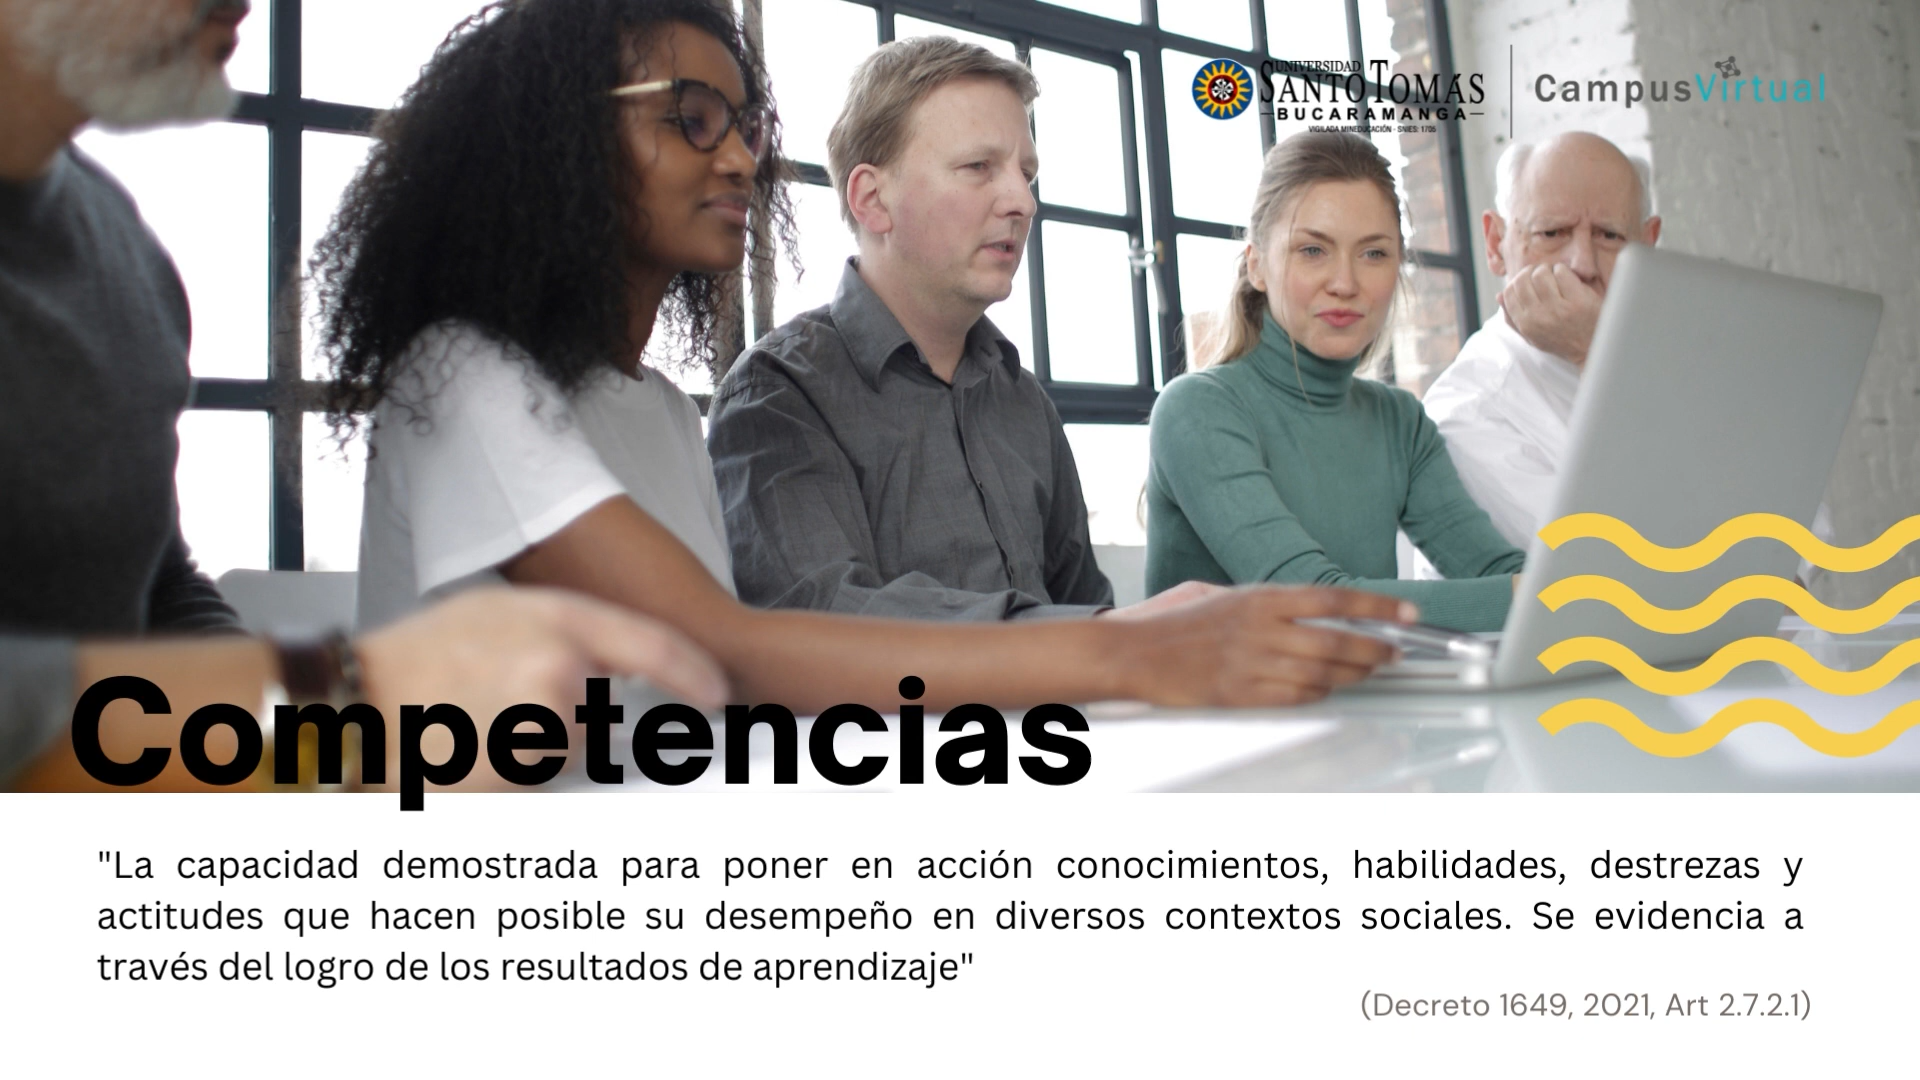 UNIVERSIDAD
SANTO TOMÁS
BUCARAMANGA
VIGILADA MINEDUCACIÓN - SNIES: 1705
CampusVirtual
Competencias
"La capacidad demostrada para poner en acción conocimientos, habilidades, destrezas y
actitudes que hacen posible su desempeño en diversos contextos sociales. Se evidencia a
través del logro de los resultados de aprendizaje"
(Decreto 1649, 2021, Art 2.7.2.1)